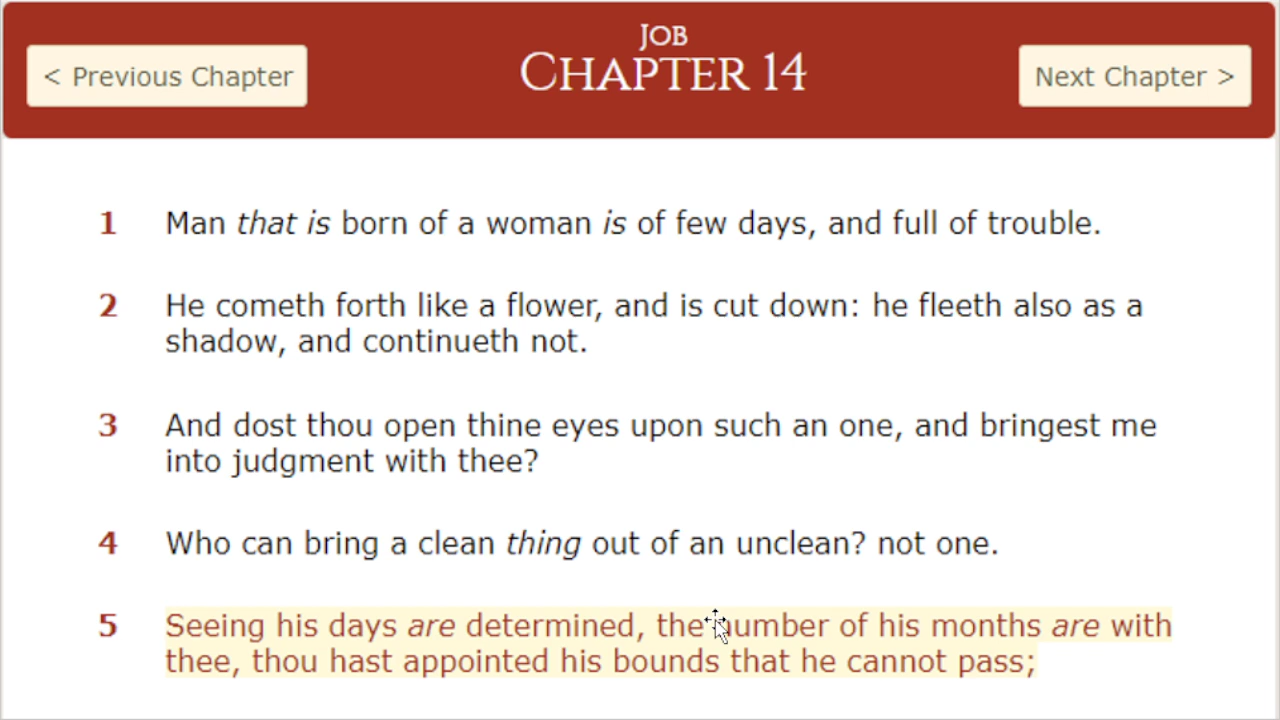 JOB
CHAPTER 14
< Previous Chapter
Next Chapter >
1 Man that is born of a woman is of few days, and full of trouble.
2 He cometh forth like a flower, and is cut down: he fleeth also as a
shadow, and continueth not.
3 And dost thou open thine eyes upon such an one, and bringest me
into judgment with thee?
4 Who can bring a clean thing out of an unclean? not one.
5 Seeing his days are determined, the number of his months are with
thee, thou hast appointed his bounds that he cannot pass;